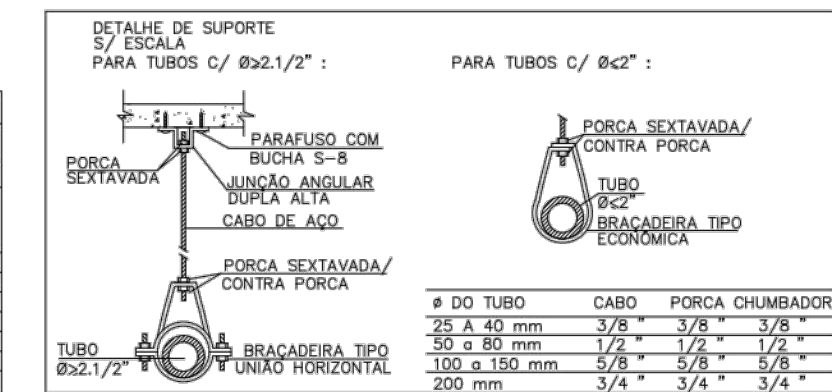 DETALHE DE SUPORTE
S/ ESCALA
PARA TUBOS C/ Ø≥2.1/2" :
PORCA
SEXTAVADA
PARAFUSO COM
BUCHA S-8
JUNÇÃO ANGULAR
DUPLA ALTA
CABO DE AÇO
PORCA SEXTAVADA/
CONTRA PORCA
TUBO
Ø≥2.1/2"
BRAÇADEIRA TIPO
UNIÃO HORIZONTAL
PARA TUBOS C/ Ø≤2" :
PORCA SEXTAVADA/
CONTRA PORCA
TUBO
Ø≤2"
BRAÇADEIRA TIPO
ECONÔMICA
ø DO TUBO CABO PORCA CHUMBADOR
25 A 40 mm 3/8 " 3/8 " 3/8 "
50 a 80 mm 1/2 " 1/2 " 1/2 "
100 a 150 mm 5/8 " 5/8 " 5/8 "
200 mm 3/4 " 3/4 " 3/4 "